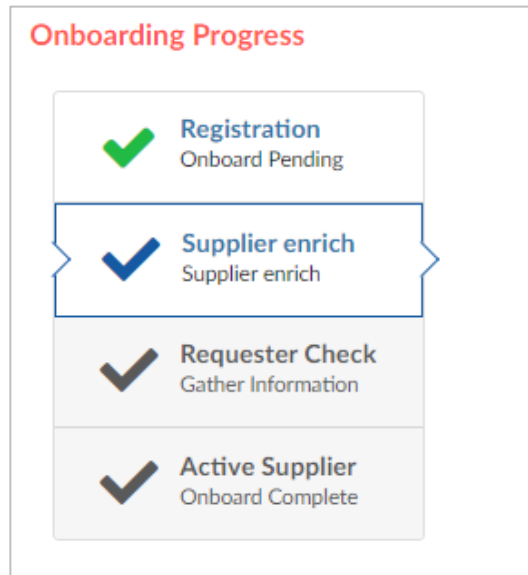 Onboarding Progress
Registration
Onboard Pending
Supplier enrich
Supplier enrich
Requester Check
Gather Information
Active Supplier
Onboard Complete